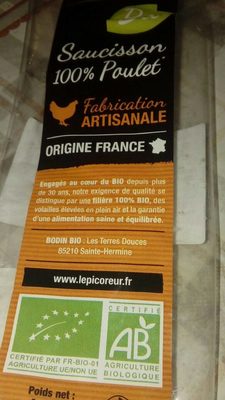 Saucisson
100% Poulet*
Fabrication
ARTISANALE
ORIGINE FRANCE
Engagés au cœur du BIO depuis plus
de 30 ans, notre exigence de qualité se
distingue par une filière 100% BIO, des
volailles élevées en plein air et la garantie
d'une alimentation saine et équilibrée.
BODIN BIO : Les Terres Douces
85210 Sainte-Hermine
www.lepicoreur.fr
CERTIFIÉ
AB
AGRICULTURE
BIOLOGIQUE
CERTIFIÉ PAR FR-BIO-01
AGRICULTURE UE/NON UE
Poids net :